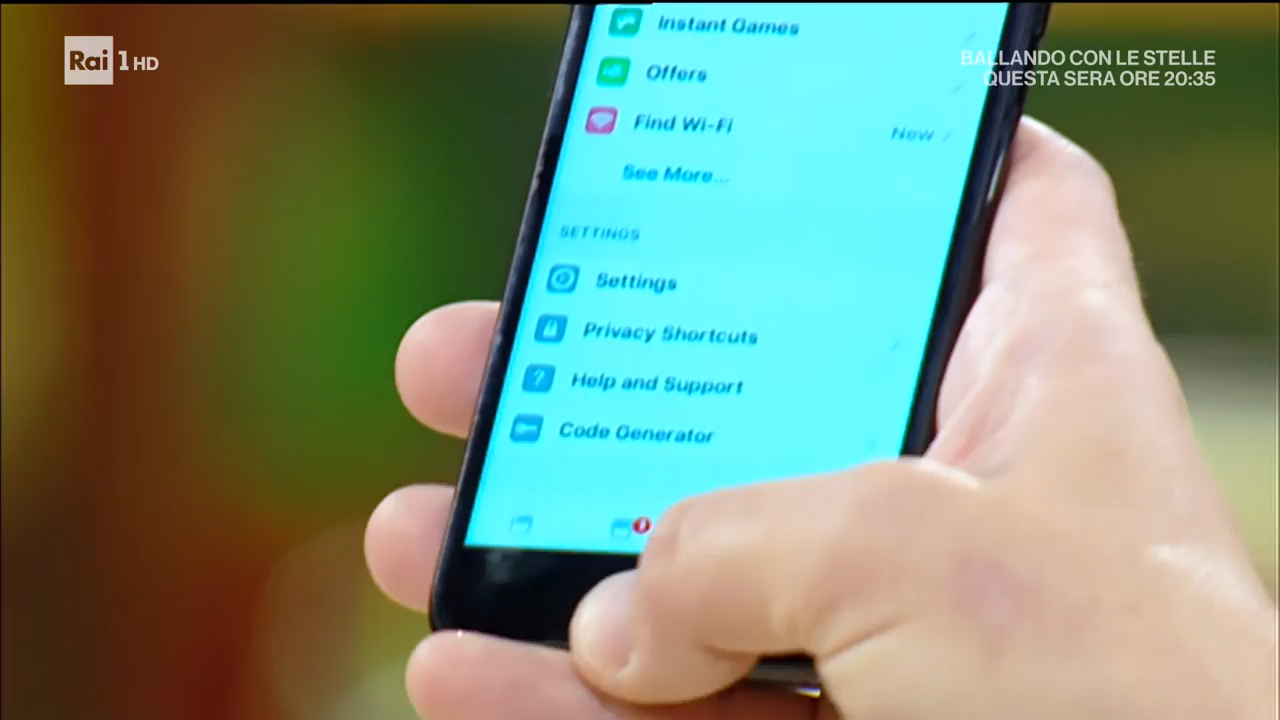 Rai 1 HD
BALLANDO CON LE STELLE
QUESTA SERA ORE 20:35
Instant Games
Offers
Find Wi-Fi
New
See More...
SETTINGS
Settings
Privacy Shortcuts
Help and Support
Code Generator